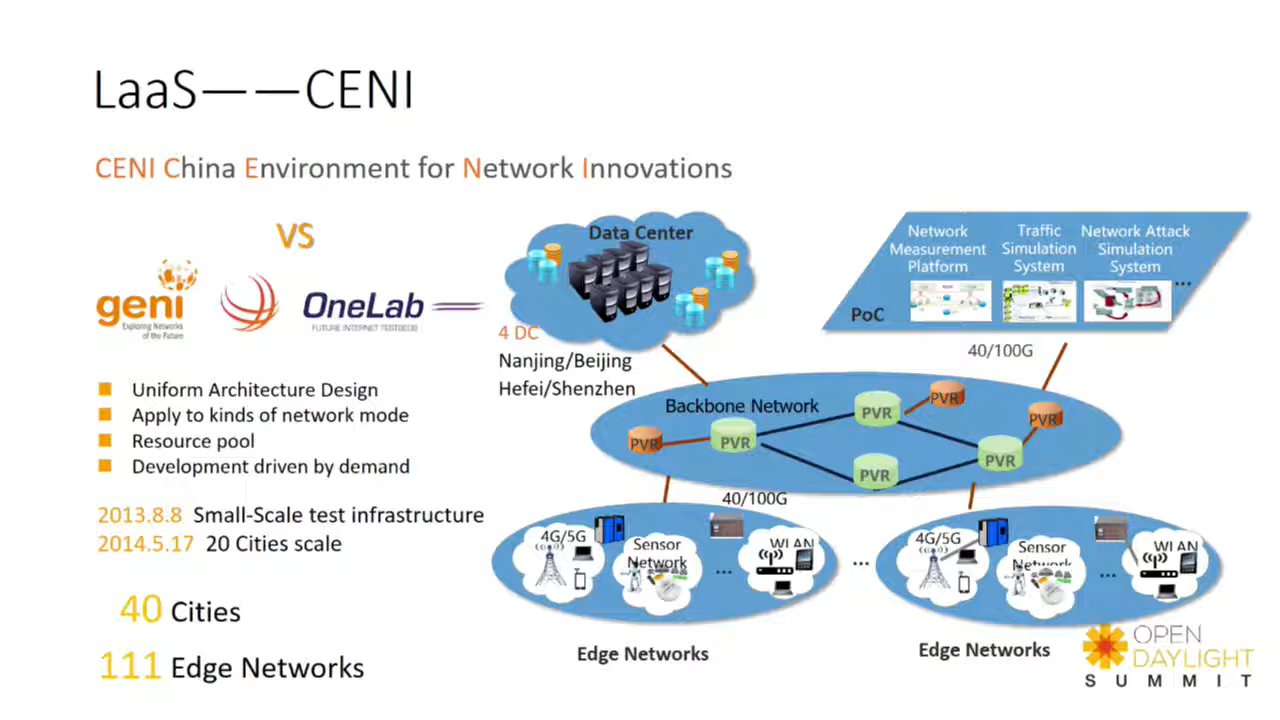 LaaS——CENI
CENI China Environment for Network Innovations
VS
geni
Exploring Networks
of the Future
OneLab
FUTURE INTERNET TESTBEDS
Uniform Architecture Design
Apply to kinds of network mode
Resource pool
Development driven by demand
2013.8.8 Small-Scale test infrastructure
2014.5.17 20 Cities scale
40 Cities
111 Edge Networks
Data Center
4 DC
Nanjing/Beijing
Hefei/Shenzhen
Network
Measurement
Platform
Traffic
Simulation
System
Network Attack
Simulation
System
...
PoC
40/100G
Backbone Network
PVR
PVR
PVR
PVR
PVR
PVR
PVR
40/100G
4G/5G
Sensor
Network
...
WLAN
...
4G/5G
Sensor
Network
...
WLAN
Edge Networks
Edge Networks
OPEN
DAYLIGHT
SUMMIT